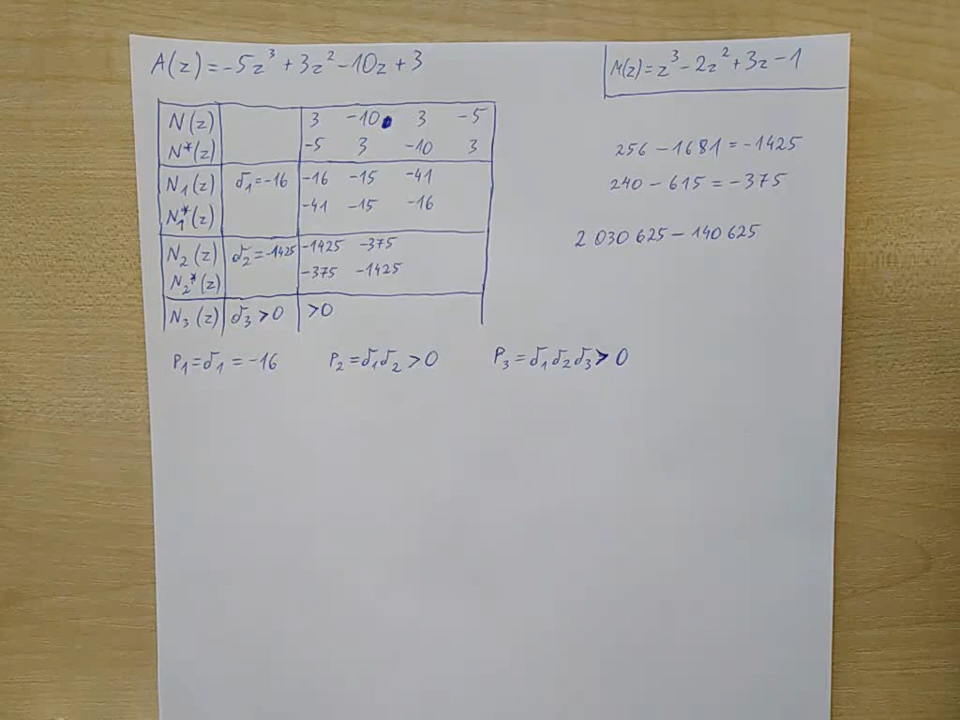 A(z) = -5z³ + 3z² - 10z + 3
M(z) = z³ - 2z² + 3z - 1
N(z) 3 -10 3 -5
N*(z) -5 3 -10 3
N₁(z) δ₁ = -16 -16 -15 -41
N₁*(z) -41 -15 -16
N₂(z) δ₂ = -1425 -1425 -375
N₂*(z) -375 -1425
N₃(z) δ₃ > 0 >0
256 - 1681 = -1425
240 - 615 = -375
2 030 625 - 140 625
P₁ = δ₁ = -16 P₂ = δ₁δ₂ > 0 P₃ = δ₁δ₂δ₃ > 0